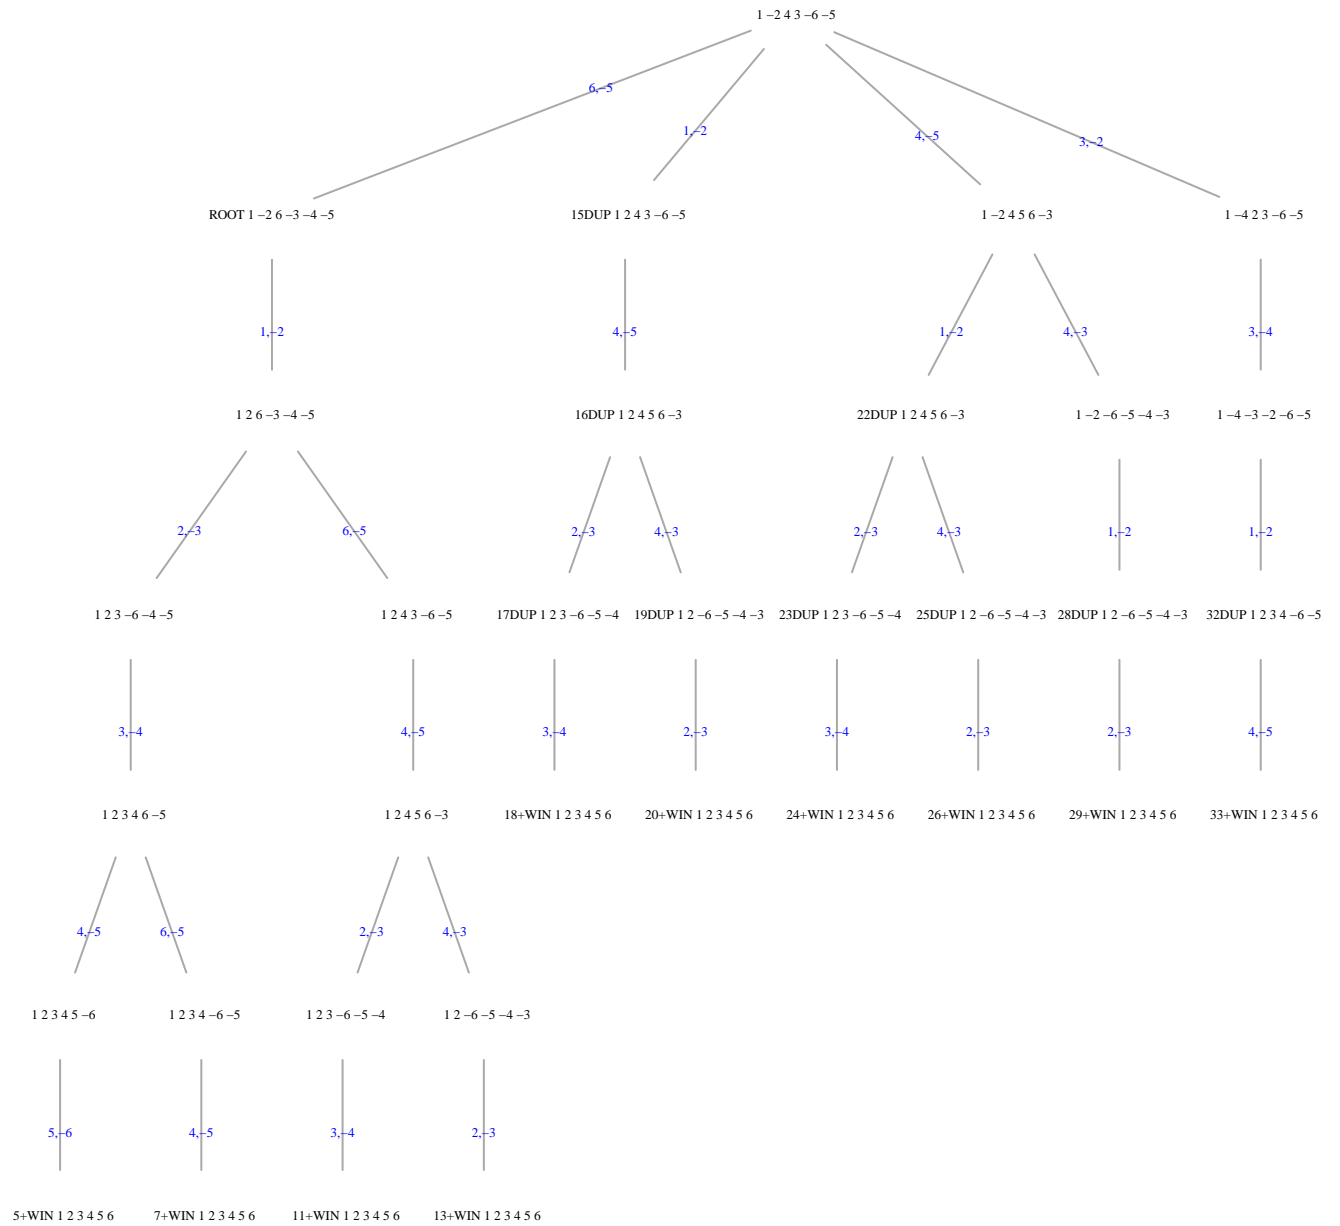 1 −2 4 3 −6 −5
6,−5
1,−2
4,−5
3,−2
ROOT 1 −2 6 −3 −4 −5
15DUP 1 2 4 3 −6 −5
1 −2 4 5 6 −3
1 −4 2 3 −6 −5
1,−2
4,−5
1,−2
4,−3
3,−4
1 2 6 −3 −4 −5
16DUP 1 2 4 5 6 −3
22DUP 1 2 4 5 6 −3
1 −2 −6 −5 −4 −3
1 −4 −3 −2 −6 −5
2,−3
6,−5
2,−3
4,−3
2,−3
4,−3
1,−2
1,−2
1 2 3 −6 −4 −5
1 2 4 3 −6 −5
17DUP 1 2 3 −6 −5 −4
19DUP 1 2 −6 −5 −4 −3
23DUP 1 2 3 −6 −5 −4
25DUP 1 2 −6 −5 −4 −3
28DUP 1 2 −6 −5 −4 −3
32DUP 1 2 3 4 −6 −5
3,−4
4,−5
3,−4
2,−3
3,−4
2,−3
2,−3
4,−5
1 2 3 4 6 −5
1 2 4 5 6 −3
18+WIN 1 2 3 4 5 6
20+WIN 1 2 3 4 5 6
24+WIN 1 2 3 4 5 6
26+WIN 1 2 3 4 5 6
29+WIN 1 2 3 4 5 6
33+WIN 1 2 3 4 5 6
4,−5
6,−5
2,−3
4,−3
1 2 3 4 5 −6
1 2 3 4 −6 −5
1 2 3 −6 −5 −4
1 2 −6 −5 −4 −3
5,−6
4,−5
3,−4
2,−3
5+WIN 1 2 3 4 5 6
7+WIN 1 2 3 4 5 6
11+WIN 1 2 3 4 5 6
13+WIN 1 2 3 4 5 6